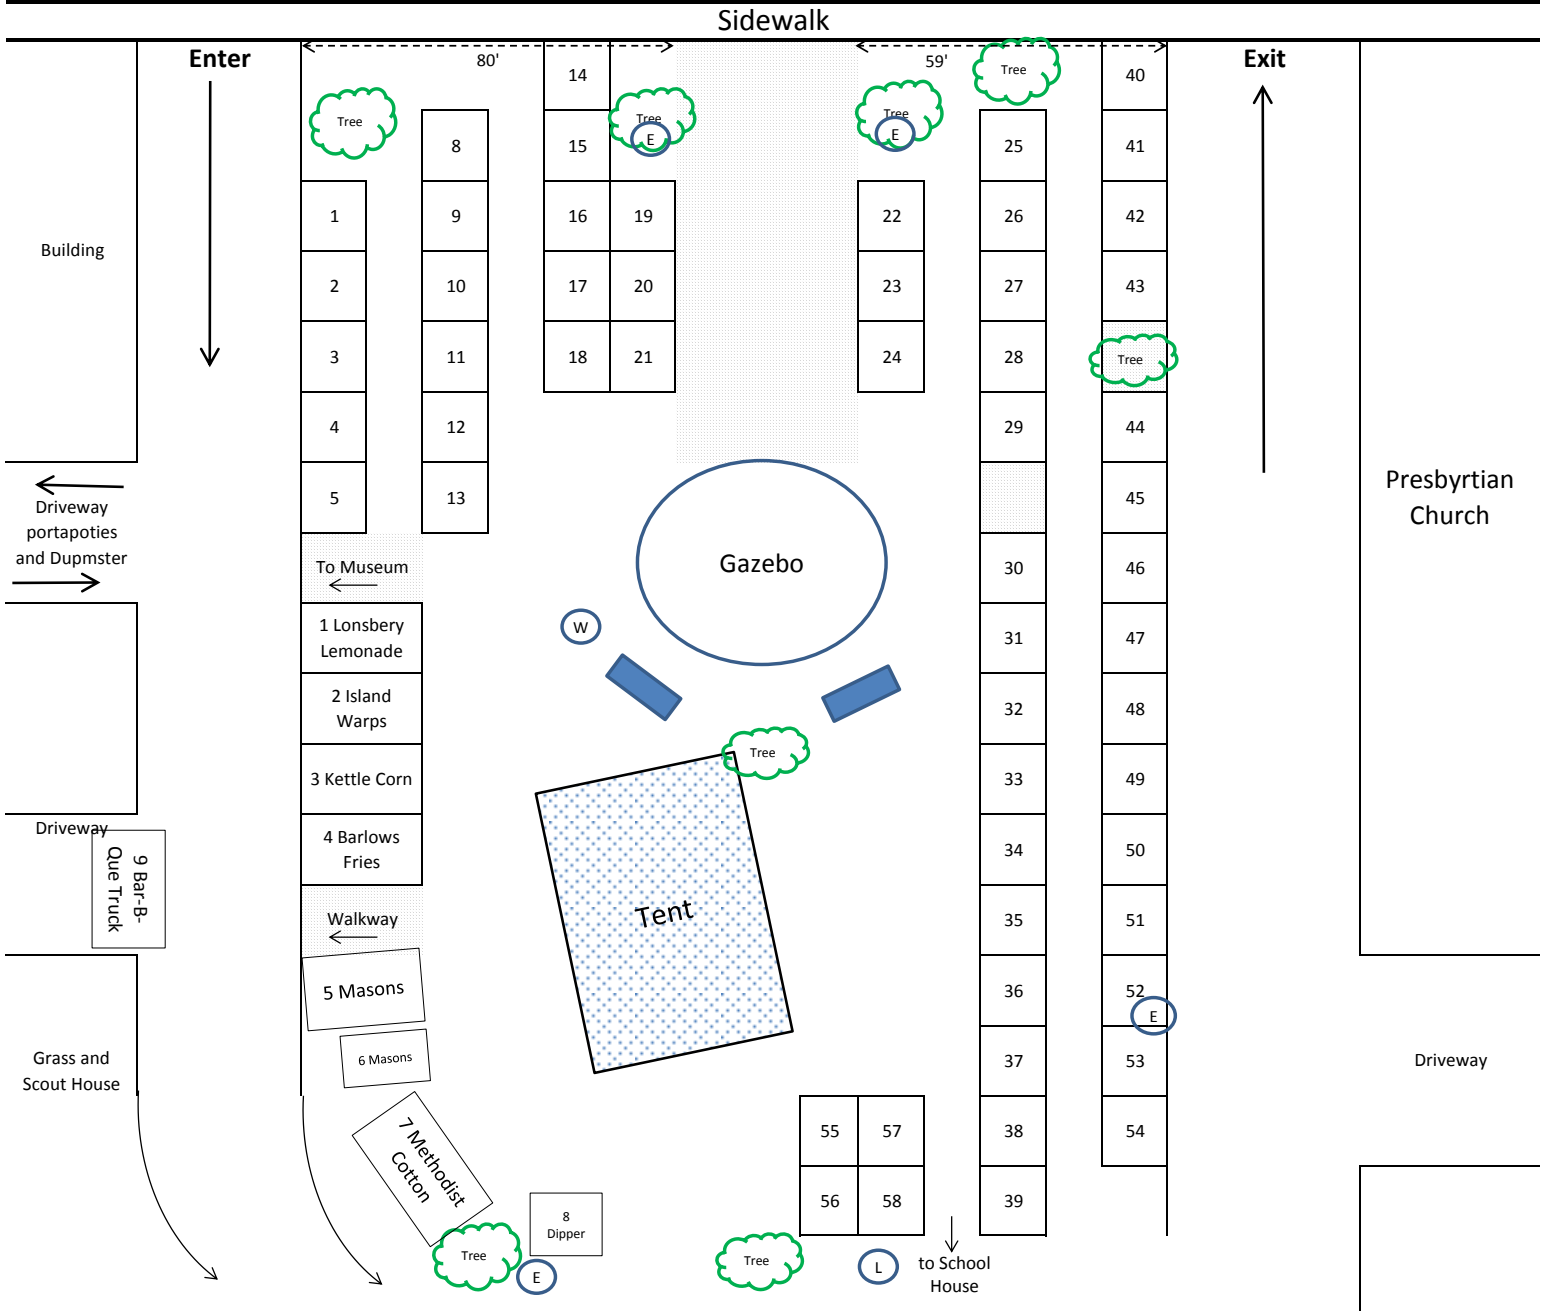 Sidewalk
Enter
80'
59'
Exit
Tree
Tree
E
Tree
E
Tree
14
40
8
15
25
41
1
9
16
19
22
26
42
Building
2
10
17
20
23
27
43
3
11
18
21
24
28
Tree
4
12
29
44
5
13
45
Driveway
portapoties
and Dupmster
Presbyrtian
Church
To Museum
Gazebo
30
46
1 Lonsbery
Lemonade
W
31
47
2 Island
Warps
32
48
Tree
3 Kettle Corn
33
49
Driveway
9 Bar-B-
Que Truck
4 Barlows
Fries
34
50
Walkway
Tent
35
51
5 Masons
36
52
E
6 Masons
Grass and
Scout House
37
53
Driveway
7 Methodist
Cotton
55
57
38
54
8
Dipper
56
58
39
Tree
E
Tree
L
to School
House